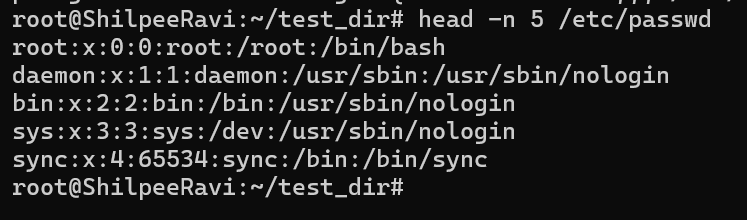 root@ShilpeeRavi:~/test_dir# head -n 5 /etc/passwd
root:x:0:0:root:/root:/bin/bash
daemon:x:1:1:daemon:/usr/sbin:/usr/sbin/nologin
bin:x:2:2:bin:/bin:/usr/sbin/nologin
sys:x:3:3:sys:/dev:/usr/sbin/nologin
sync:x:4:65534:sync:/bin:/bin/sync
root@ShilpeeRavi:~/test_dir#